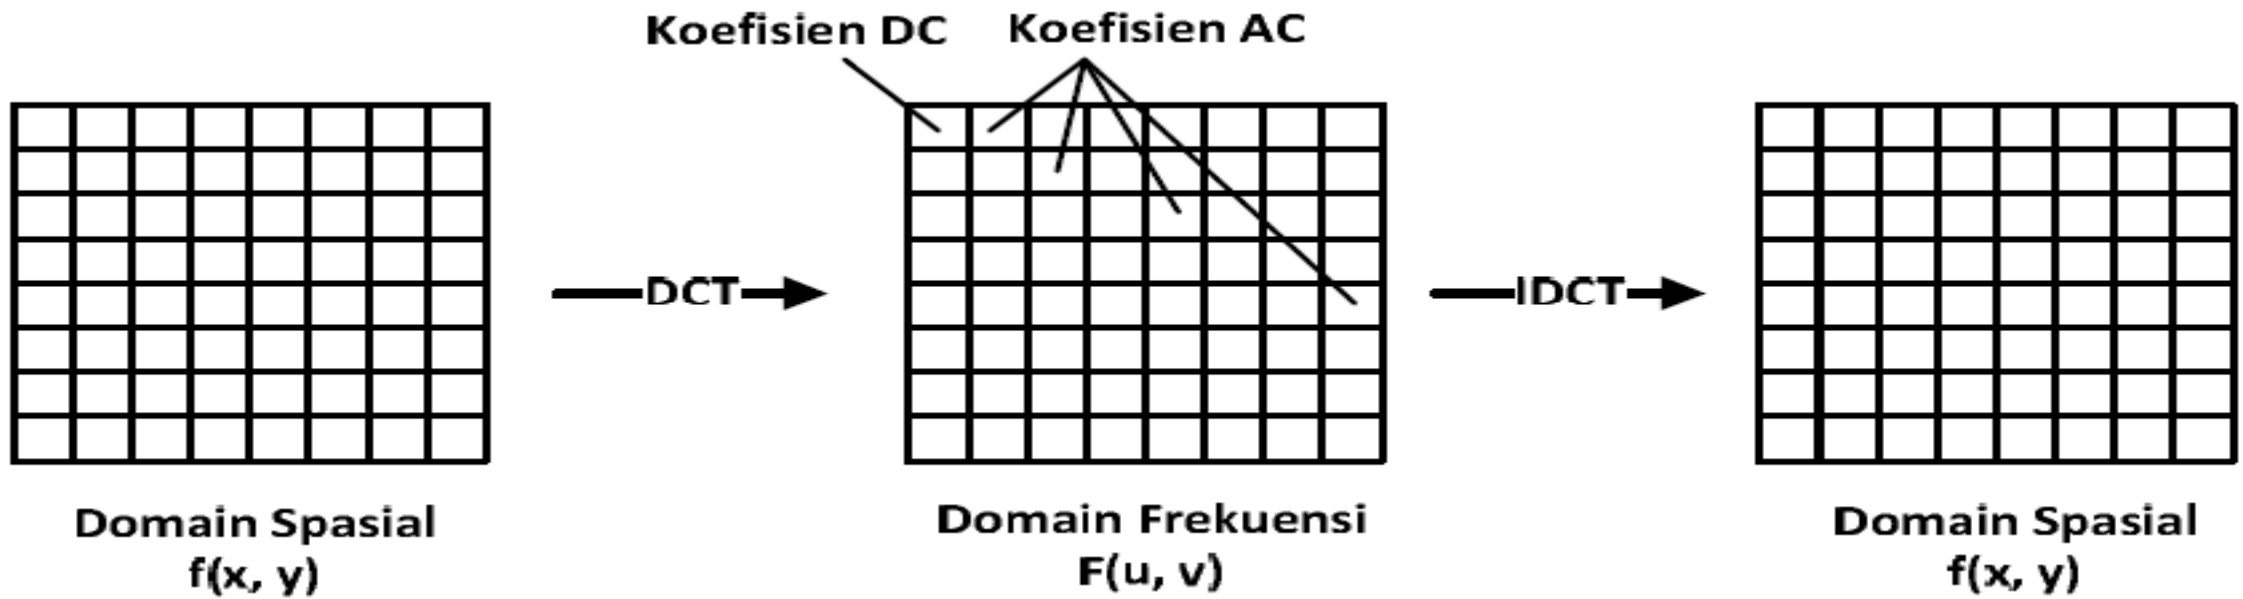 Koefisien DC
Koefisien AC
DCT
IDCT
Domain Spasial
f(x, y)
Domain Frekuensi
F(u, v)
Domain Spasial
f(x, y)